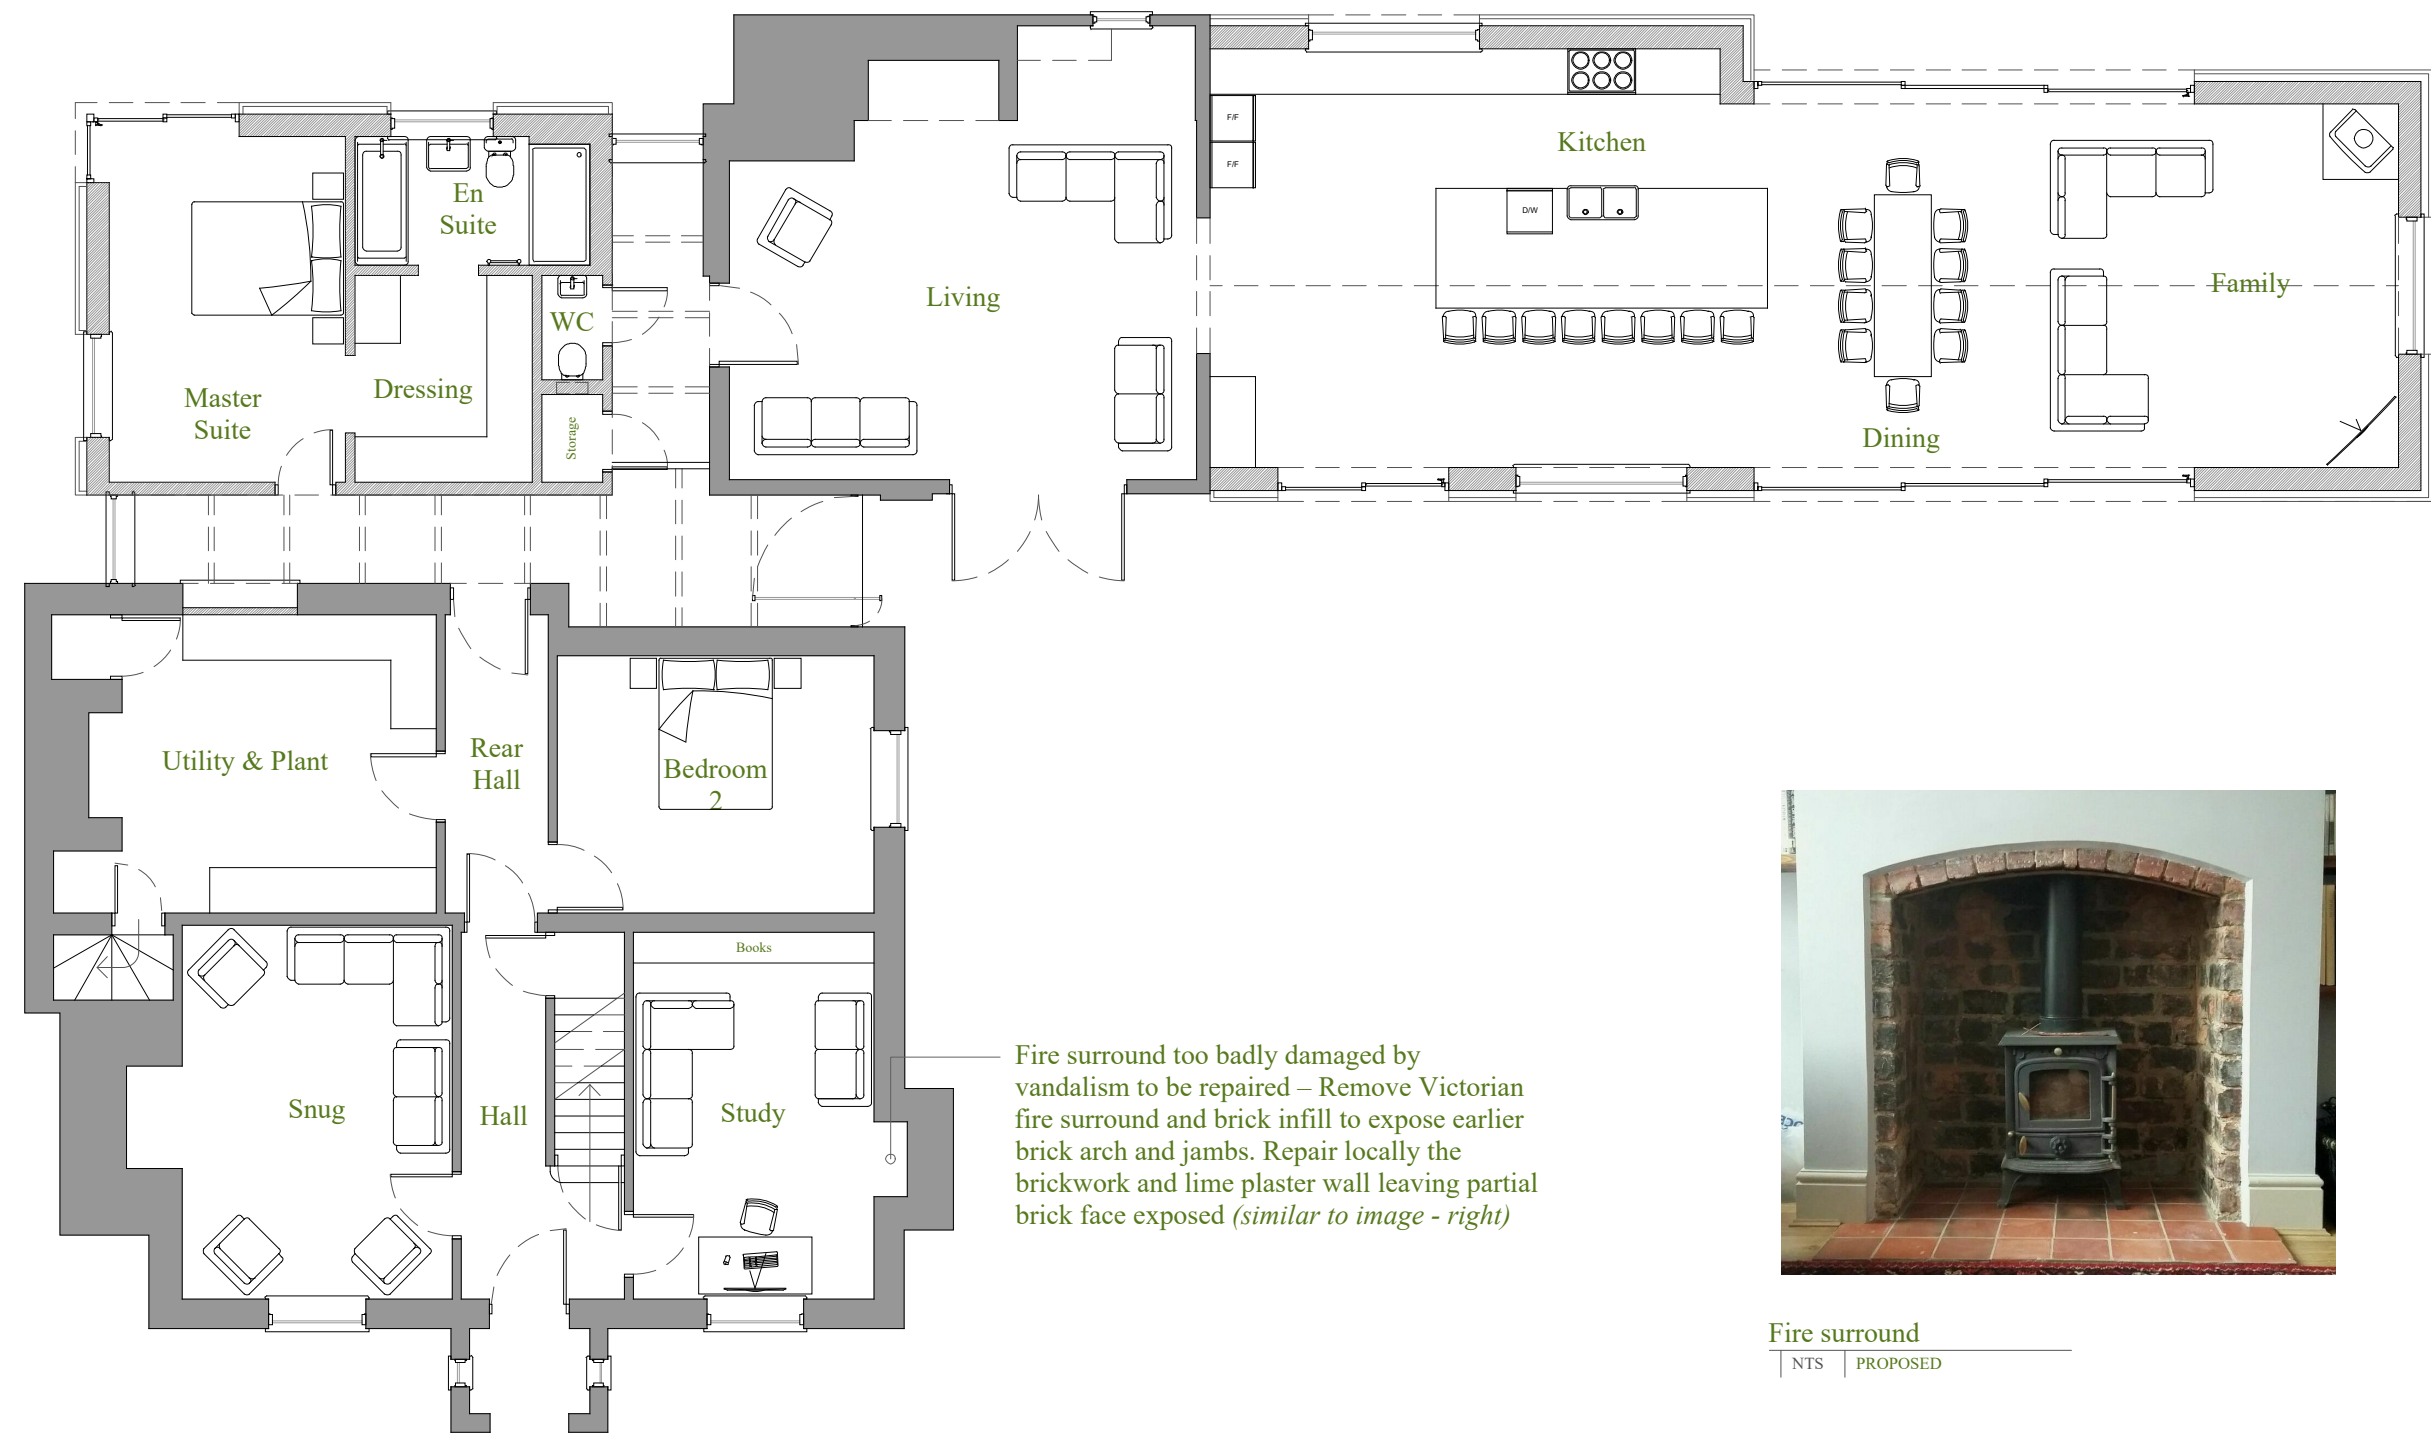 F/F
F/F
Kitchen
D/W
En
Suite
Living
Family
WC
Master
Suite
Dressing
Storage
Dining
Utility & Plant
Rear
Hall
Bedroom
2
Books
Snug
Hall
Study
Fire surround too badly damaged by
vandalism to be repaired – Remove Victorian
fire surround and brick infill to expose earlier
brick arch and jambs. Repair locally the
brickwork and lime plaster wall leaving partial
brick face exposed (similar to image - right)
Fire surround
NTS PROPOSED